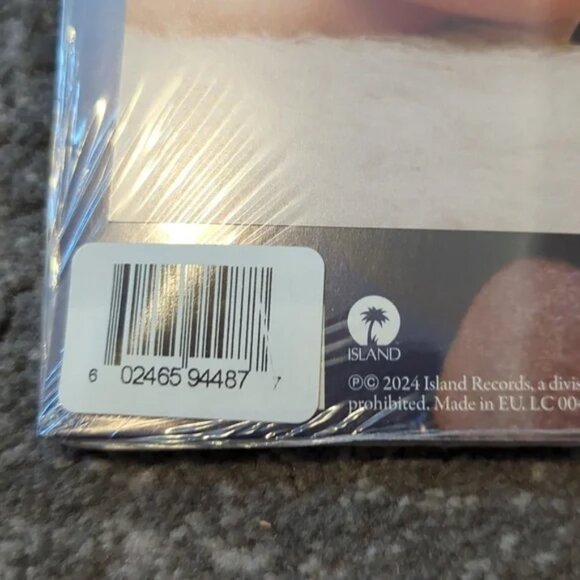 6 02465 94487 7
ISLAND
℗© 2024 Island Records, a divis
prohibited. Made in EU. LC 00